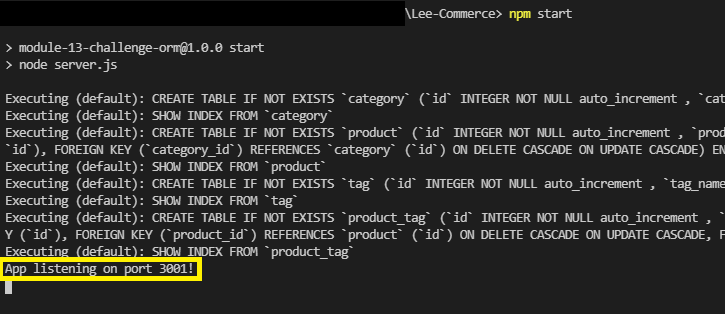 \Lee-Commerce> npm start
> module-13-challenge-orm@1.0.0 start
> node server.js
Executing (default): CREATE TABLE IF NOT EXISTS `category` (`id` INTEGER NOT NULL auto_increment , `cat
Executing (default): SHOW INDEX FROM `category`
Executing (default): CREATE TABLE IF NOT EXISTS `product` (`id` INTEGER NOT NULL auto_increment , `prod
`id`), FOREIGN KEY (`category_id`) REFERENCES `category` (`id`) ON DELETE CASCADE ON UPDATE CASCADE) EN
Executing (default): SHOW INDEX FROM `product`
Executing (default): CREATE TABLE IF NOT EXISTS `tag` (`id` INTEGER NOT NULL auto_increment , `tag_name
Executing (default): SHOW INDEX FROM `tag`
Executing (default): CREATE TABLE IF NOT EXISTS `product_tag` (`id` INTEGER NOT NULL auto_increment , `
Y (`id`), FOREIGN KEY (`product_id`) REFERENCES `product` (`id`) ON DELETE CASCADE ON UPDATE CASCADE, F
Executing (default): SHOW INDEX FROM `product_tag`
App listening on port 3001!